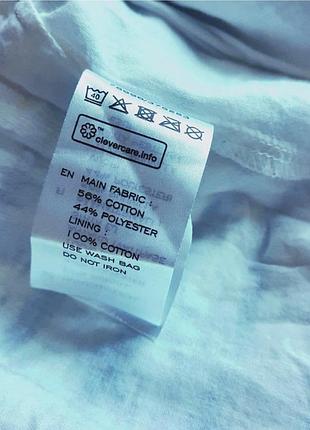 40
™
clevercare.info
EN MAIN FABRIC :
56% COTTON
44% POLYESTER
LINING :
100% COTTON
USE WASH BAG
DO NOT IRON